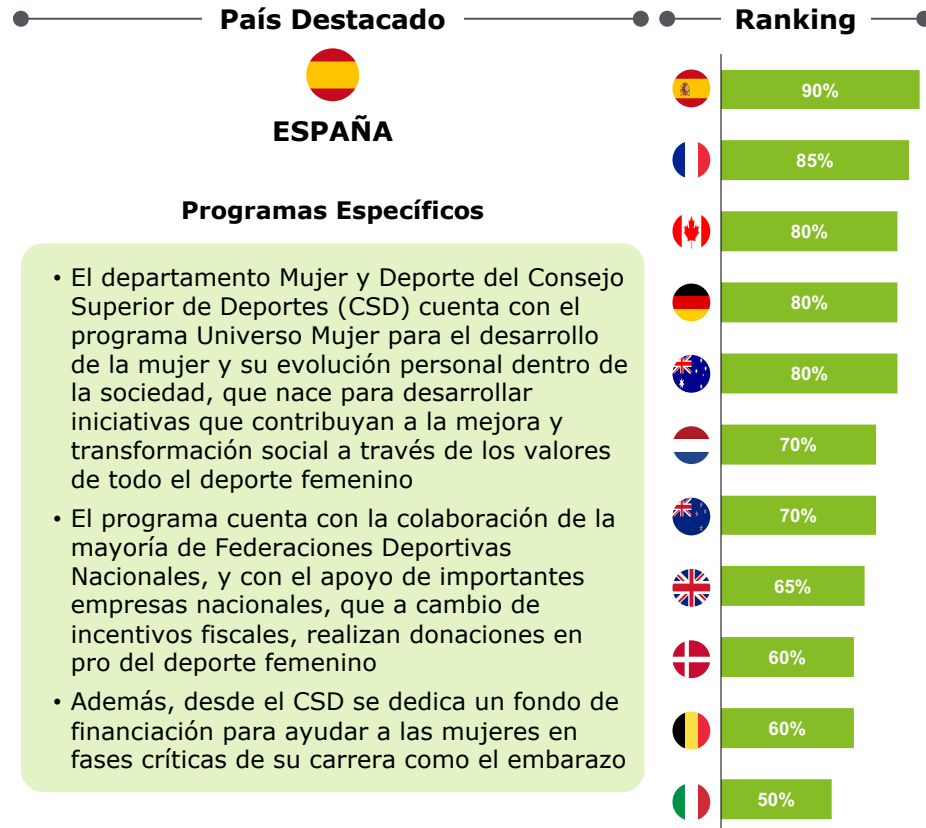 País Destacado
ESPAÑA
Programas Específicos
• El departamento Mujer y Deporte del Consejo
Superior de Deportes (CSD) cuenta con el
programa Universo Mujer para el desarrollo
de la mujer y su evolución personal dentro de
la sociedad, que nace para desarrollar
iniciativas que contribuyan a la mejora y
transformación social a través de los valores
de todo el deporte femenino
• El programa cuenta con la colaboración de la
mayoría de Federaciones Deportivas
Nacionales, y con el apoyo de importantes
empresas nacionales, que a cambio de
incentivos fiscales, realizan donaciones en
pro del deporte femenino
• Además, desde el CSD se dedica un fondo de
financiación para ayudar a las mujeres en
fases críticas de su carrera como el embarazo
Ranking
90%
85%
80%
80%
80%
70%
70%
65%
60%
60%
50%